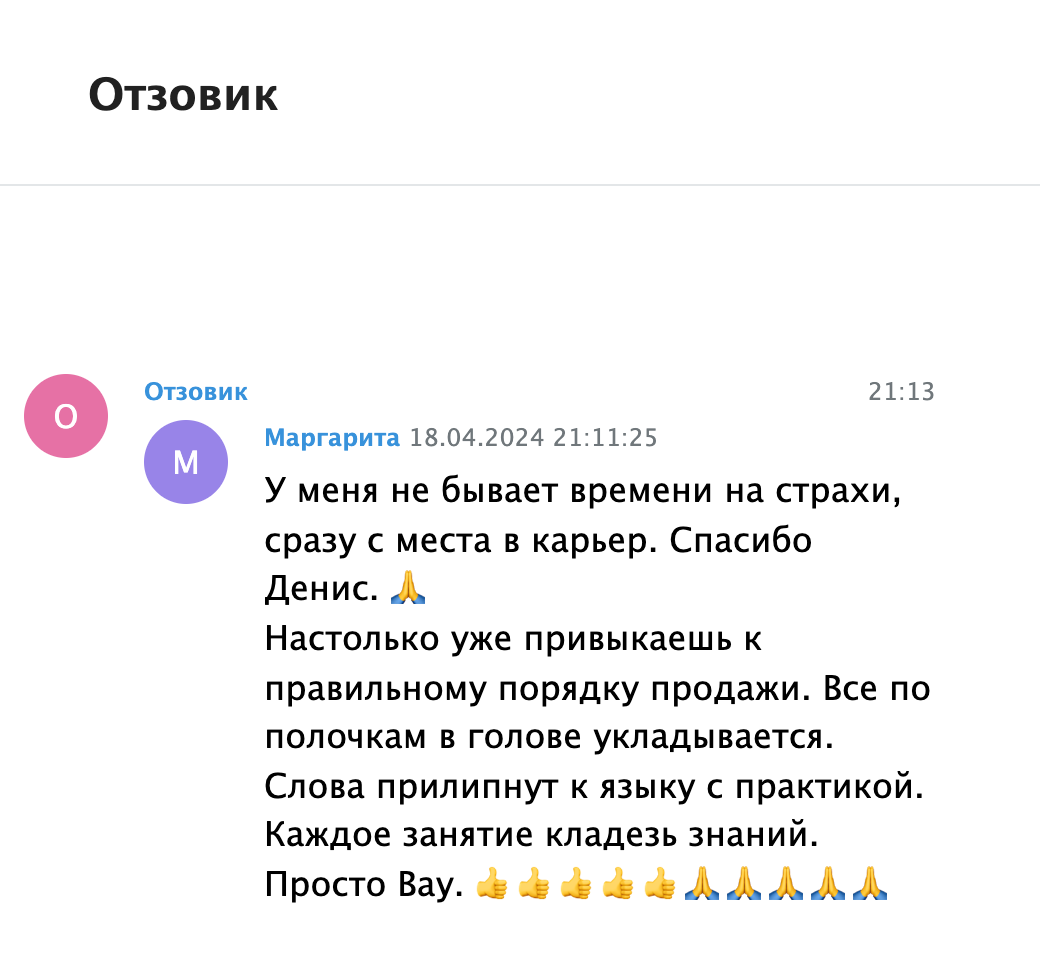 Отзовик
О
Отзовик 21:13
М
Маргарита 18.04.2024 21:11:25
У меня не бывает времени на страхи,
сразу с места в карьер. Спасибо
Денис. 🙏
Настолько уже привыкаешь к
правильному порядку продажи. Все по
полочкам в голове укладывается.
Слова прилипнут к языку с практикой.
Каждое занятие кладезь знаний.
Просто Вау. 👍👍👍👍👍🙏🙏🙏🙏🙏